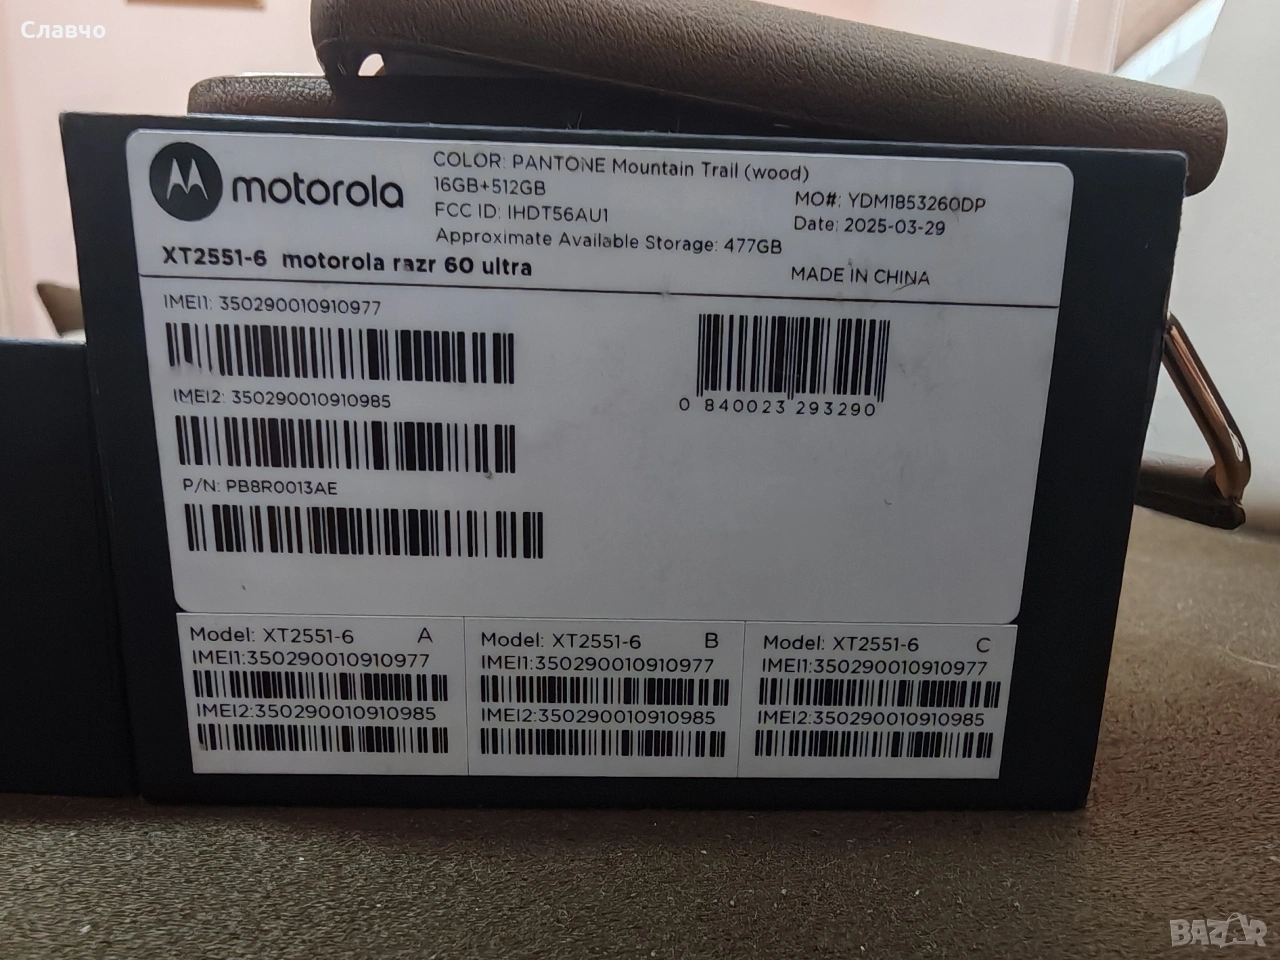 Славчо
motorola
COLOR: PANTONE Mountain Trail (wood)
16GB+512GB
FCC ID: IHDT56AU1
Approximate Available Storage: 477GB
MO#: YDM1853260DP
Date: 2025-03-29
MADE IN CHINA
XT2551-6 motorola razr 60 ultra
IMEI1: 350290010910977
IMEI2: 350290010910985
P/N: PB8R0013AE
0 840023 293290
Model: XT2551-6 A
IMEI1:350290010910977
IMEI2:350290010910985
Model: XT2551-6 B
IMEI1:350290010910977
IMEI2:350290010910985
Model: XT2551-6 C
IMEI1:350290010910977
IMEI2:350290010910985
BAZAR